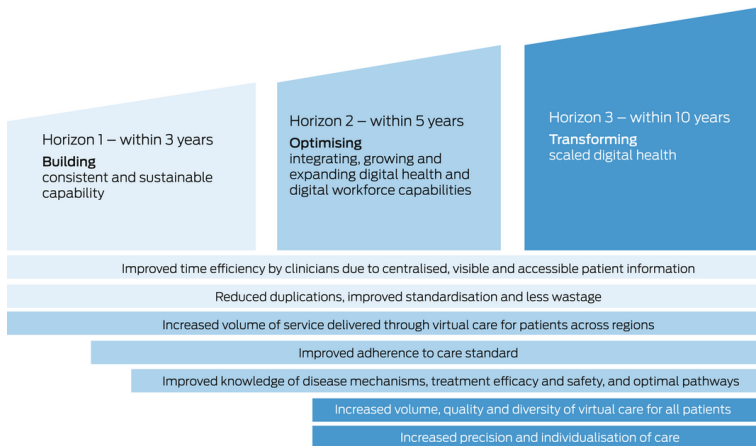 Horizon 1 – within 3 years
Building
consistent and sustainable
capability
Horizon 2 – within 5 years
Optimising
integrating, growing and
expanding digital health and
digital workforce capabilities
Horizon 3 – within 10 years
Transforming
scaled digital health
Improved time efficiency by clinicians due to centralised, visible and accessible patient information
Reduced duplications, improved standardisation and less wastage
Increased volume of service delivered through virtual care for patients across regions
Improved adherence to care standard
Improved knowledge of disease mechanisms, treatment efficacy and safety, and optimal pathways
Increased volume, quality and diversity of virtual care for all patients
Increased precision and individualisation of care